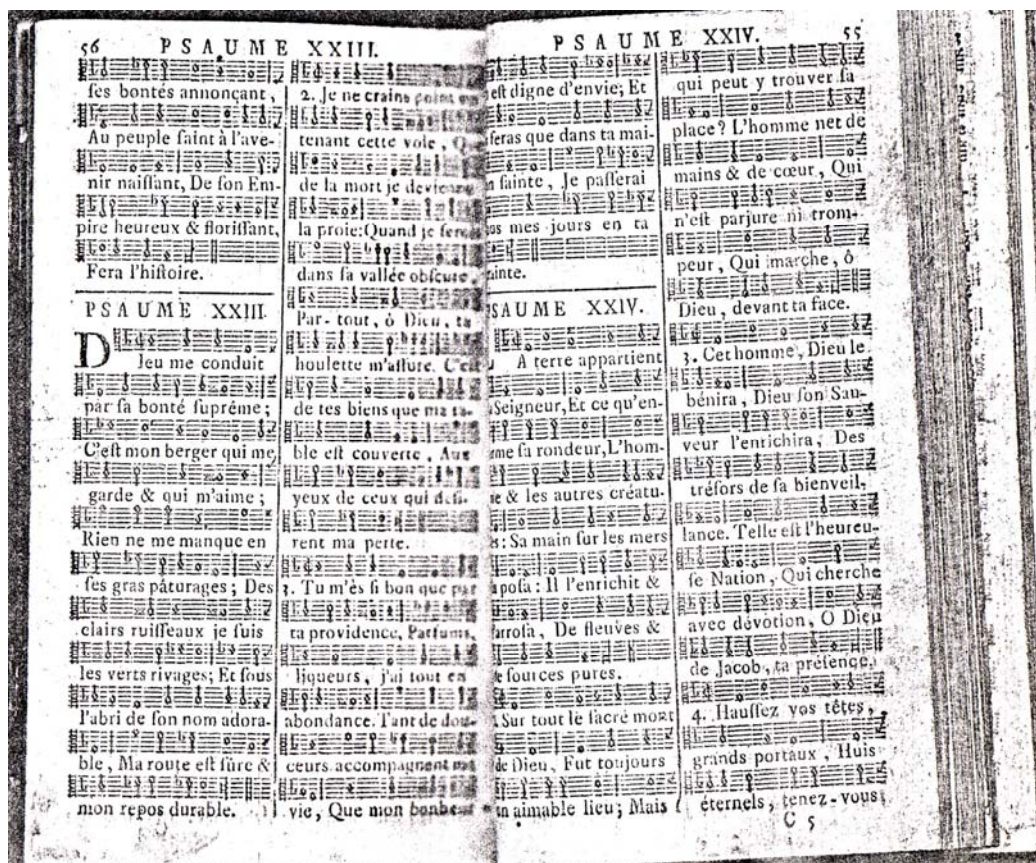 56 PSAUME XXIII.
ses bontés annonçant,
Au peuple saint à l'ave-
nir naissant, De son Em-
pire heureux & florissant,
Fera l'histoire.
PSAUME XXIII.
DIeu me conduit
par sa bonté suprême;
C'est mon berger qui me
garde & qui m'aime;
Rien ne me manque en
ses gras pâturages; Des
clairs ruisseaux je suis
les verts rivages; Et sous
l'abri de son nom adora-
ble, Ma route est sûre &
mon repos durable.
2. Je ne crains point en
tenant cette voie, Que
de la mort je devienne
la proie: Quand je serois
dans sa vallée obscure,
Par-tout, ô Dieu, ta
houlette m'assure. C'est
de tes biens que ma ta-
ble est couverte, Aux
yeux de ceux qui dési-
rent ma perte.
3. Tu m'ès si bon que par
ta providence, Parfums,
liqueurs, j'ai tout en
abondance. Tant de dou-
ceurs accompagnent ma
vie, Que mon bonheur
PSAUME XXIV. 55
est digne d'envie; Et
feras que dans ta mai-
sainte, Je passerai
mes jours en ta
PSAUME XXIV.
A terre appartient
Seigneur, Et ce qu'en-
sa rondeur, L'hom-
& les autres créatu-
Sa main sur les mers
posa: Il l'enrichit &
arrosa, De fleuves &
de sources pures.
Sur tout le sacré mont
de Dieu, Fut toujours
aimable lieu; Mais
qui peut y trouver sa
place? L'homme net de
mains & de cœur, Qui
n'est parjure ni trom-
peur, Qui marche, ô
Dieu, devant ta face.
3. Cet homme, Dieu le
bénira, Dieu son Sau-
veur l'enrichira, Des
trésors de sa bienveil-
lance. Telle est l'heureu-
se Nation, Qui cherche
avec dévotion, O Dieu
de Jacob, ta présence.
4. Haussez vos têtes,
grands portaux, Huis
éternels, tenez-vous
C 5